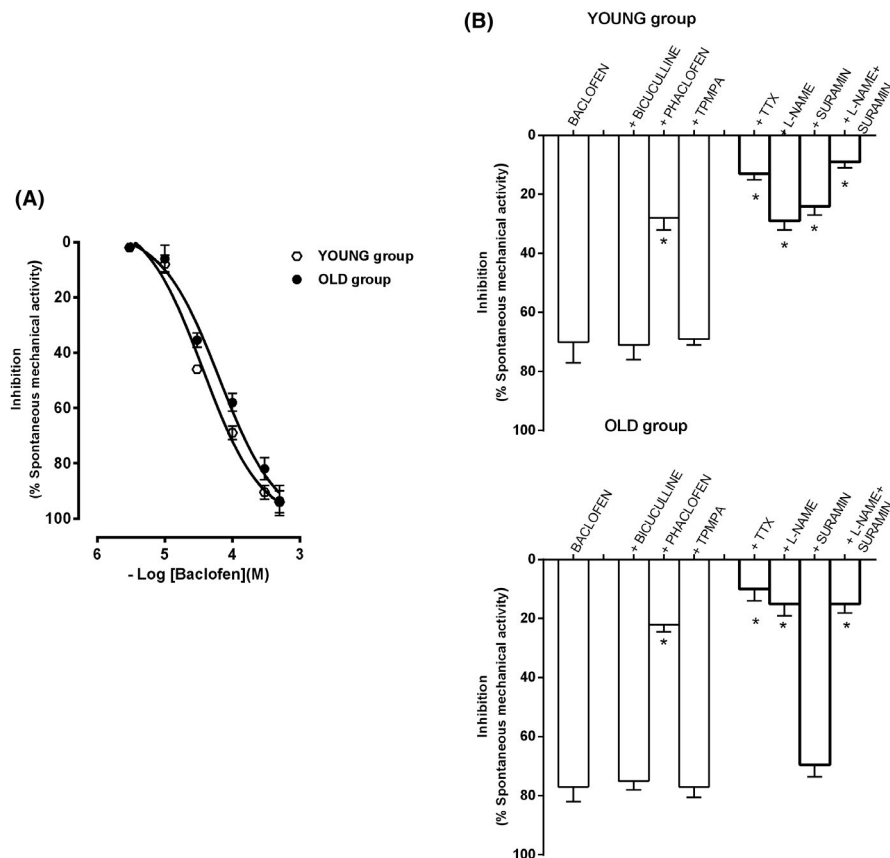 (A)
0
20
40
60
80
100
Inhibition
(% Spontaneous mechanical activity)
YOUNG group
OLD group
6 5 4 3
- Log [Baclofen](M)
(B)
YOUNG group
BACLOFEN
+ BICUCULLINE
+ PHACLOFEN
+ TPMPA
+ TTX
+ L-NAME
+ SURAMIN
+ L-NAME+
SURAMIN
0
20
40
60
80
100
Inhibition
(% Spontaneous mechanical activity)
* * * * *
OLD group
BACLOFEN
+ BICUCULLINE
+ PHACLOFEN
+ TPMPA
+ TTX
+ L-NAME
+ SURAMIN
+ L-NAME+
SURAMIN
0
20
40
60
80
100
Inhibition
(% Spontaneous mechanical activity)
* * * *